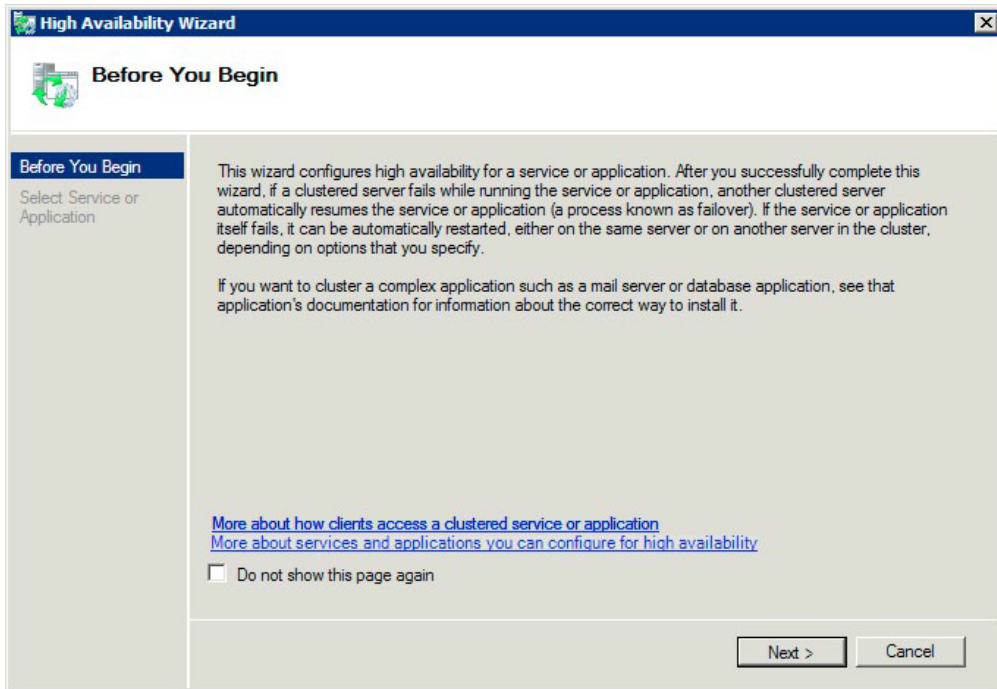 High Availability Wizard
Before You Begin
Before You Begin
Select Service or
Application
This wizard configures high availability for a service or application. After you successfully complete this
wizard, if a clustered server fails while running the service or application, another clustered server
automatically resumes the service or application (a process known as failover). If the service or application
itself fails, it can be automatically restarted, either on the same server or on another server in the cluster,
depending on options that you specify.
If you want to cluster a complex application such as a mail server or database application, see that
application's documentation for information about the correct way to install it.
More about how clients access a clustered service or application
More about services and applications you can configure for high availability
Do not show this page again
Next >
Cancel